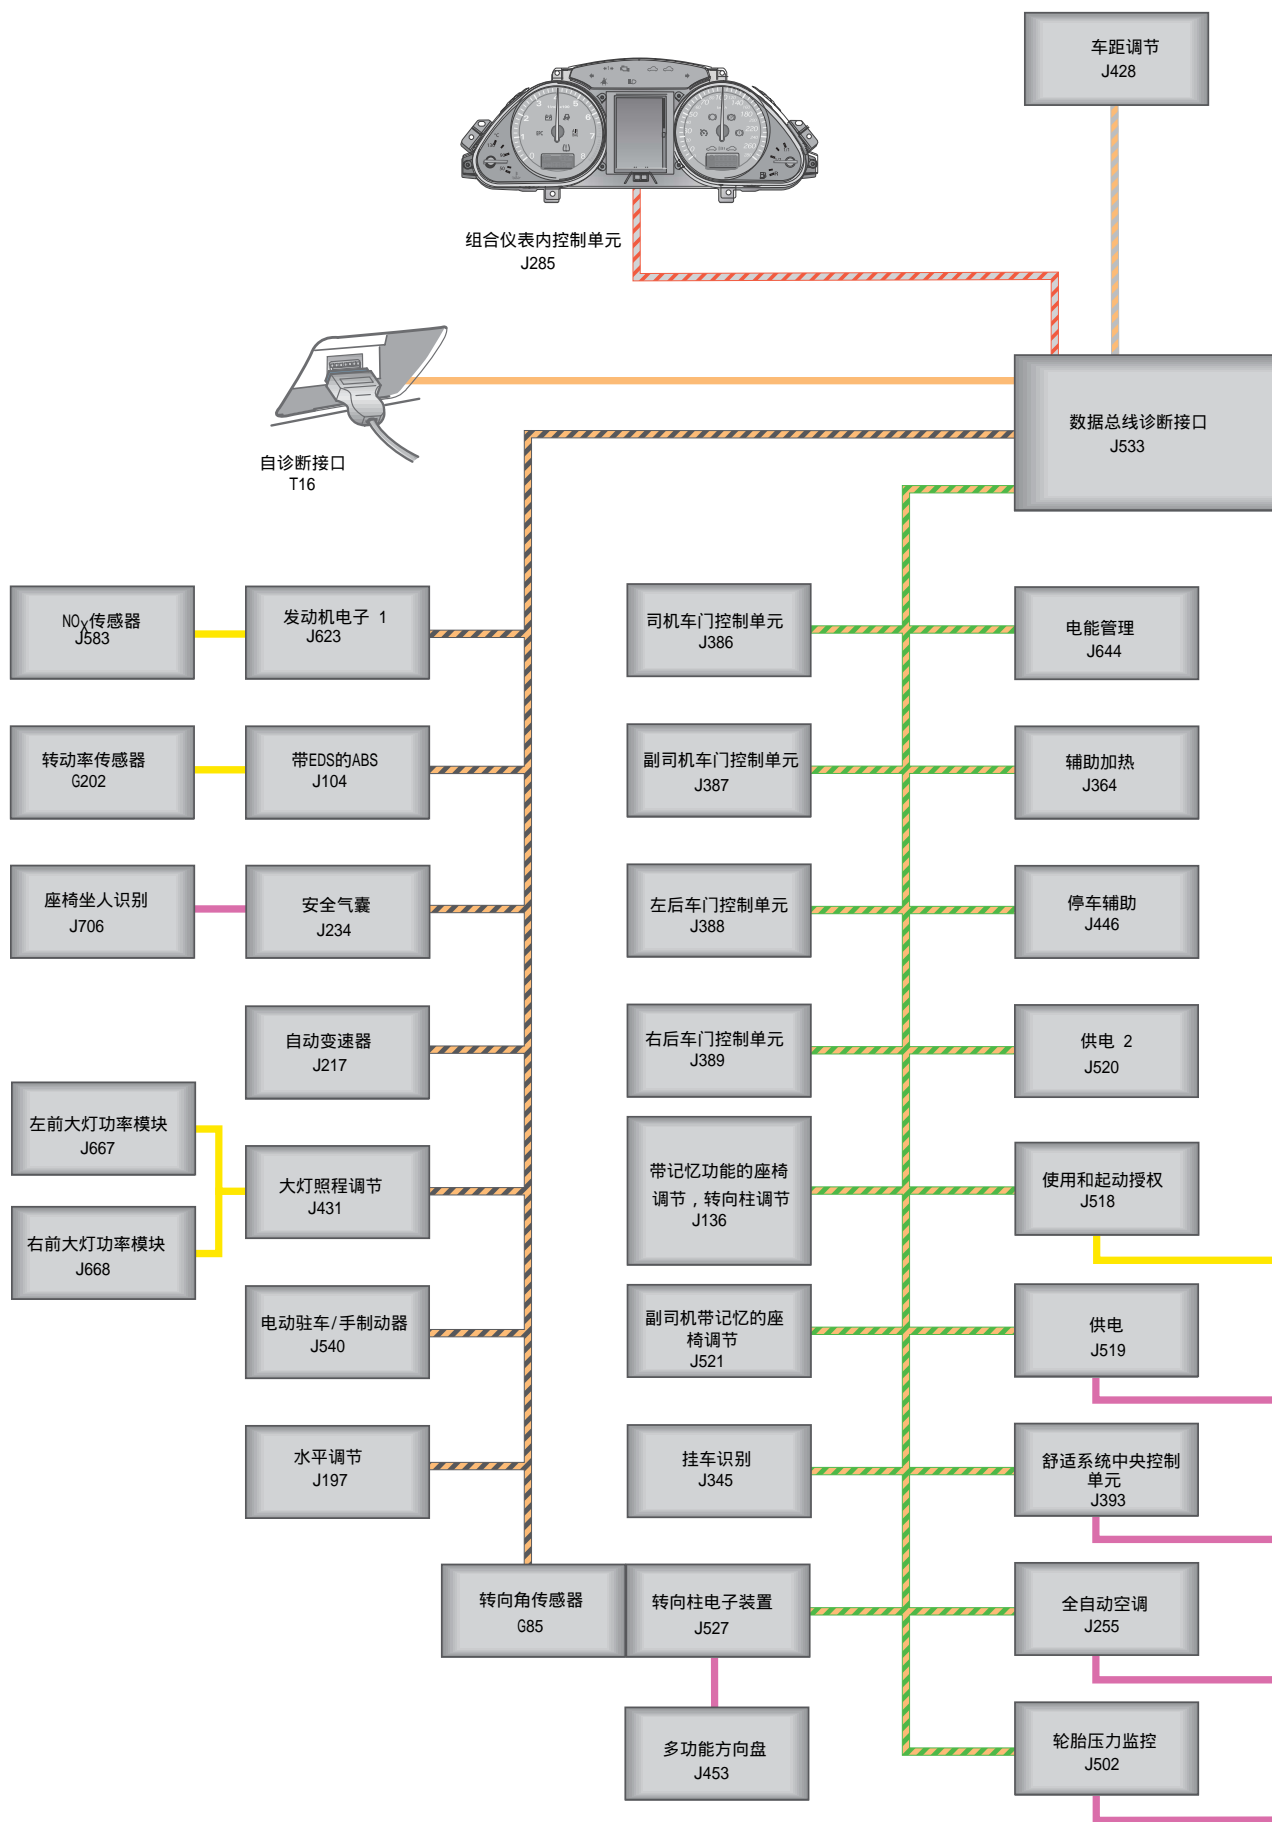 车距调节
J428
组合仪表内控制单元
J285
数据总线诊断接口
J533
自诊断接口
T16
NOX传感器
J583
发动机电子 1
J623
司机车门控制单元
J386
电能管理
J644
转动率传感器
G202
带EDS的ABS
J104
副司机车门控制单元
J387
辅助加热
J364
座椅坐人识别
J706
安全气囊
J234
左后车门控制单元
J388
停车辅助
J446
自动变速器
J217
右后车门控制单元
J389
供电 2
J520
左前大灯功率模块
J667
右前大灯功率模块
J668
大灯照程调节
J431
带记忆功能的座椅
调节，转向柱调节
J136
使用和起动授权
J518
电动驻车/手制动器
J540
副司机带记忆的座
椅调节
J521
供电
J519
水平调节
J197
挂车识别
J345
舒适系统中央控制
单元
J393
转向角传感器
G85
转向柱电子装置
J527
全自动空调
J255
多功能方向盘
J453
轮胎压力监控
J502